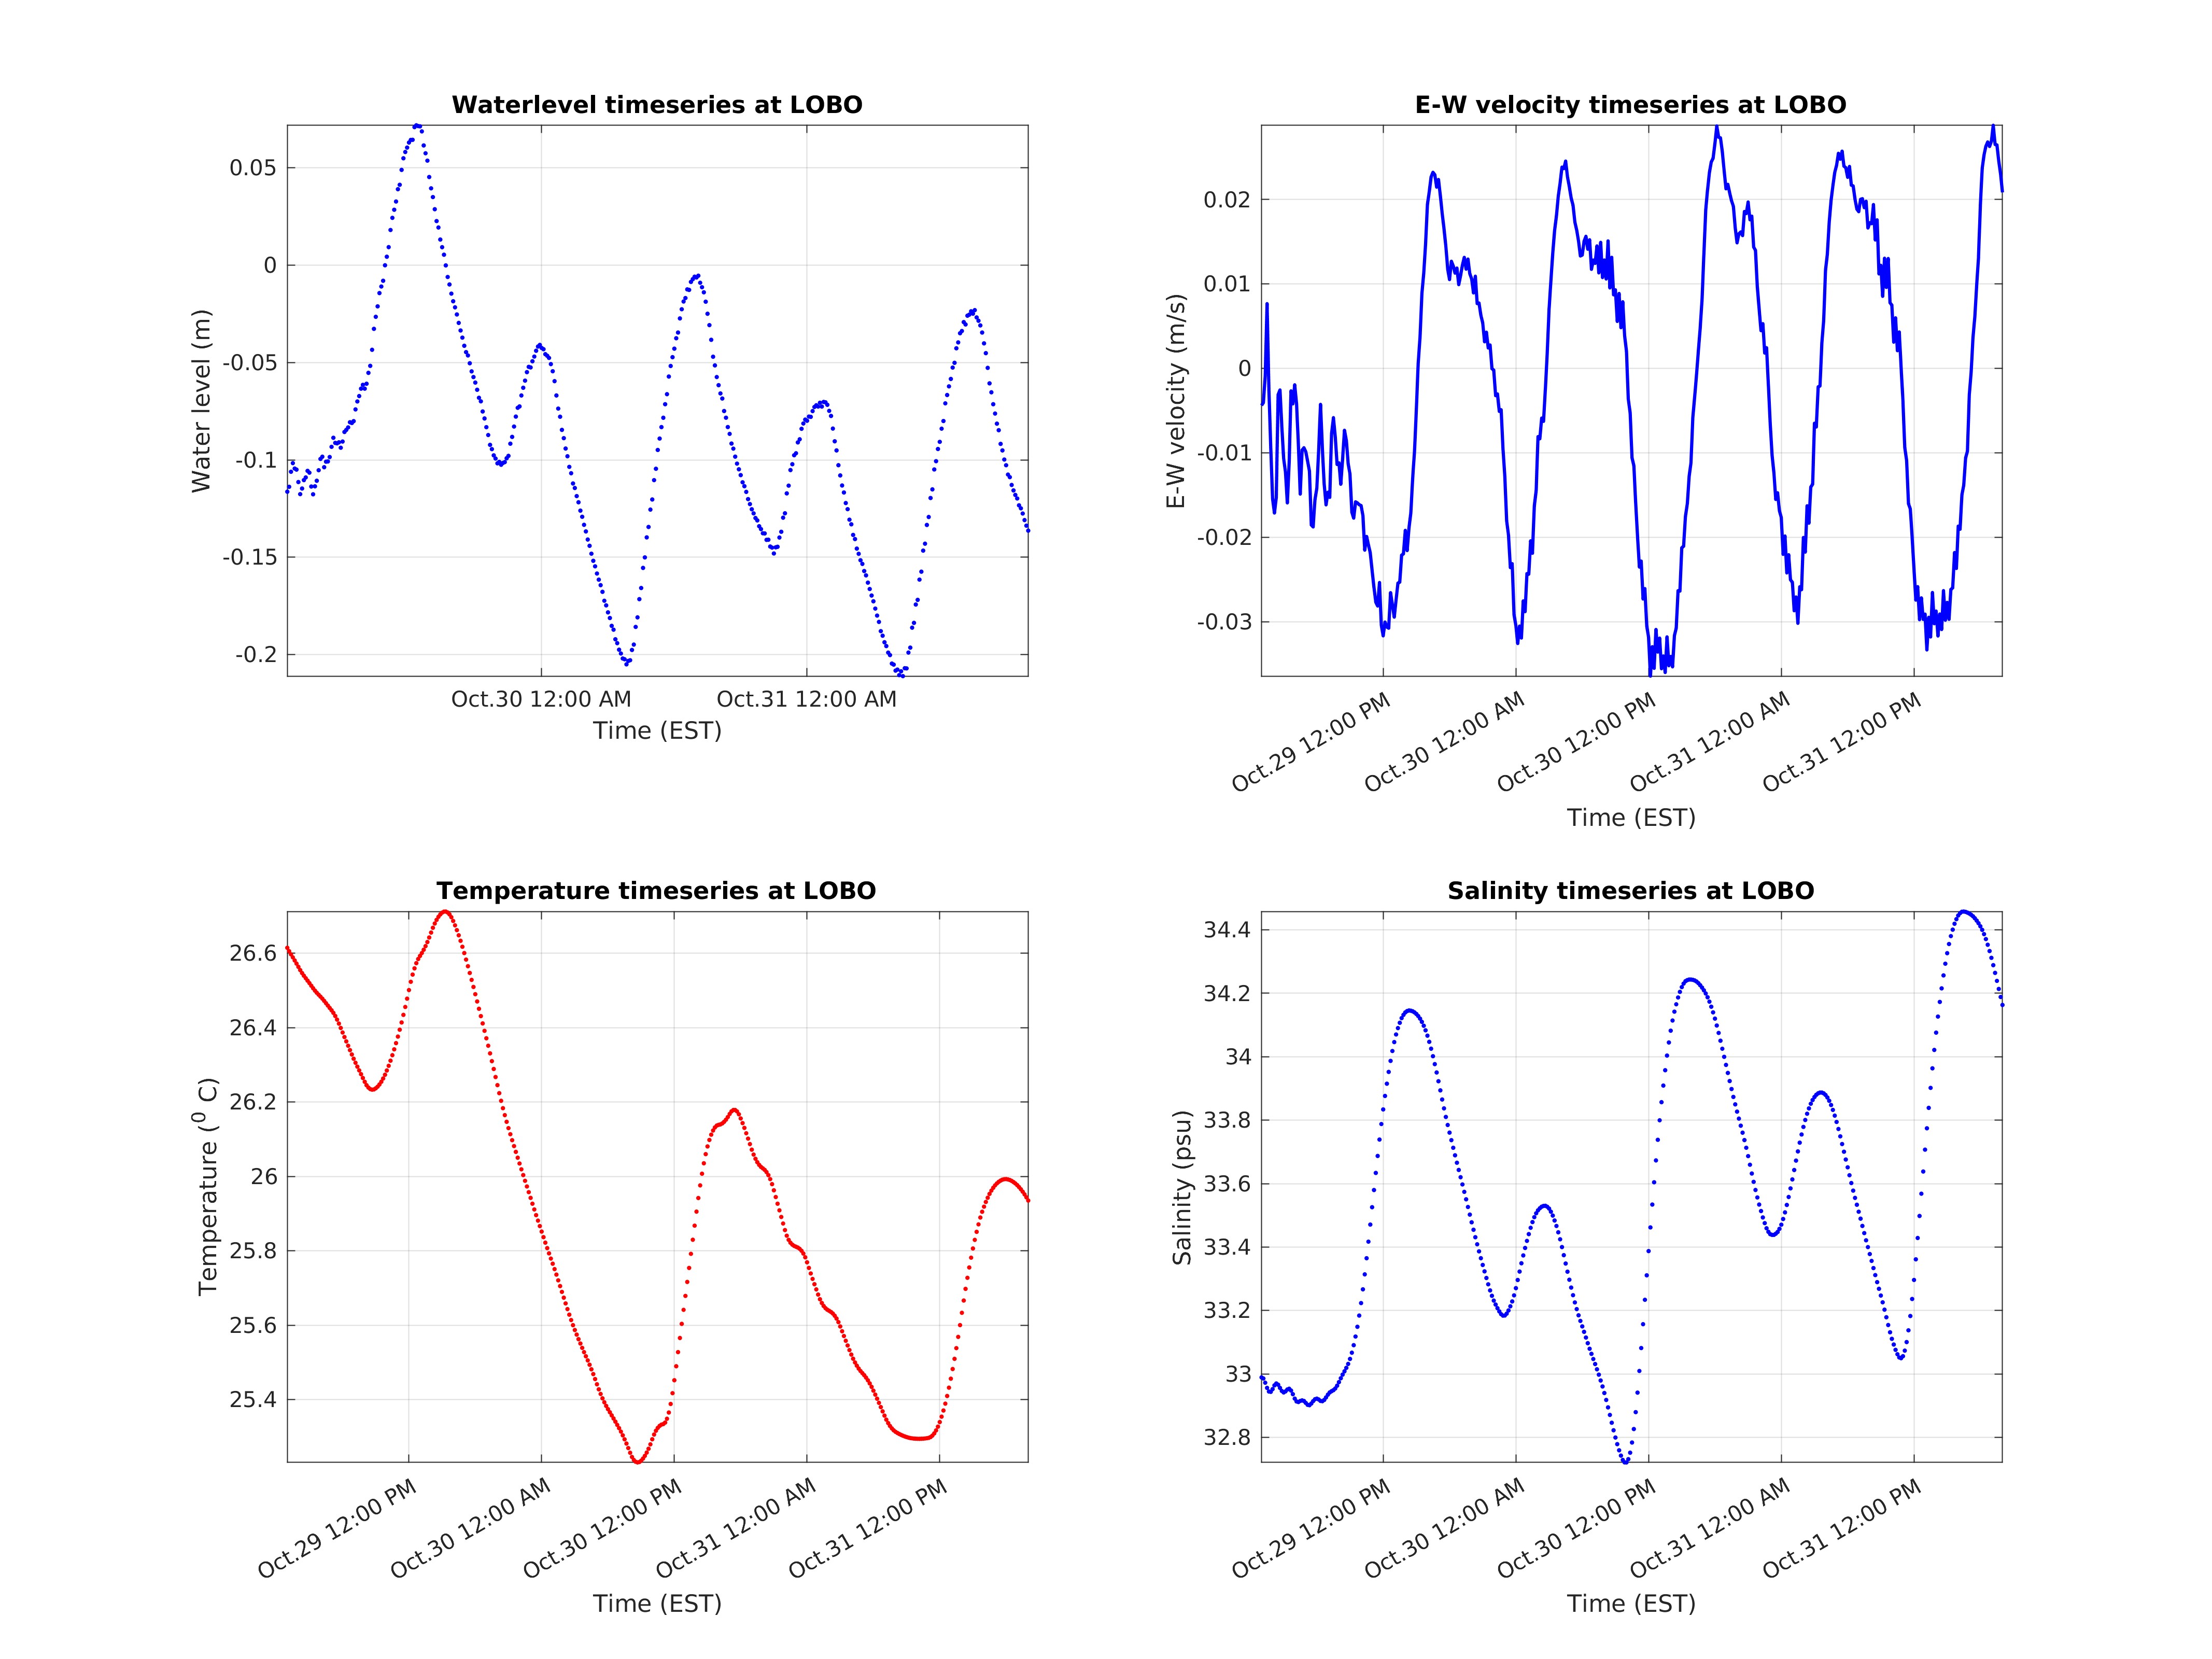 Waterlevel timeseries at LOBO
0.05
0
-0.05
-0.1
-0.15
-0.2
Water level (m)
Oct.30 12:00 AM
Oct.31 12:00 AM
Time (EST)
E-W velocity timeseries at LOBO
0.02
0.01
0
-0.01
-0.02
-0.03
E-W velocity (m/s)
Oct.29 12:00 PM
Oct.30 12:00 AM
Oct.30 12:00 PM
Oct.31 12:00 AM
Oct.31 12:00 PM
Time (EST)
Temperature timeseries at LOBO
26.6
26.4
26.2
26
25.8
25.6
25.4
Temperature (⁰ C)
Oct.29 12:00 PM
Oct.30 12:00 AM
Oct.30 12:00 PM
Oct.31 12:00 AM
Oct.31 12:00 PM
Time (EST)
Salinity timeseries at LOBO
34.4
34.2
34
33.8
33.6
33.4
33.2
33
32.8
Salinity (psu)
Oct.29 12:00 PM
Oct.30 12:00 AM
Oct.30 12:00 PM
Oct.31 12:00 AM
Oct.31 12:00 PM
Time (EST)